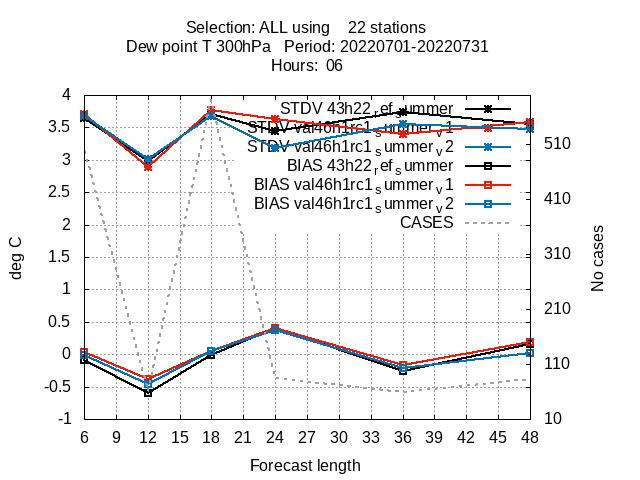 Selection: ALL using 22 stations
Dew point T 300hPa Period: 20220701-20220731
Hours: 06
STDV 43h22_ref_summer
STDV val46h1rc1_summer_v1
STDV val46h1rc1_summer_v2
BIAS 43h22_ref_summer
BIAS val46h1rc1_summer_v1
BIAS val46h1rc1_summer_v2
CASES
4
3.5
3
2.5
2
1.5
1
0.5
0
-0.5
-1
deg C
510
410
310
210
110
10
No cases
6 9 12 15 18 21 24 27 30 33 36 39 42 45 48
Forecast length